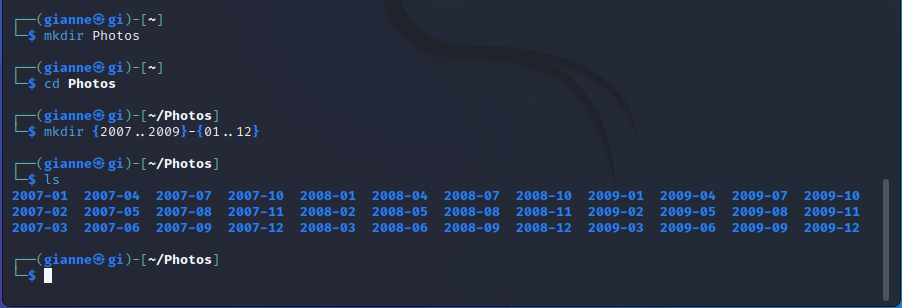 ┌──(gianne㉿gi)-[~]
└─$ mkdir Photos
┌──(gianne㉿gi)-[~]
└─$ cd Photos
┌──(gianne㉿gi)-[~/Photos]
└─$ mkdir {2007..2009}-{01..12}
┌──(gianne㉿gi)-[~/Photos]
└─$ ls
2007-01  2007-04  2007-07  2007-10  2008-01  2008-04  2008-07  2008-10  2009-01  2009-04  2009-07  2009-10
2007-02  2007-05  2007-08  2007-11  2008-02  2008-05  2008-08  2008-11  2009-02  2009-05  2009-08  2009-11
2007-03  2007-06  2007-09  2007-12  2008-03  2008-06  2008-09  2008-12  2009-03  2009-06  2009-09  2009-12
┌──(gianne㉿gi)-[~/Photos]
└─$